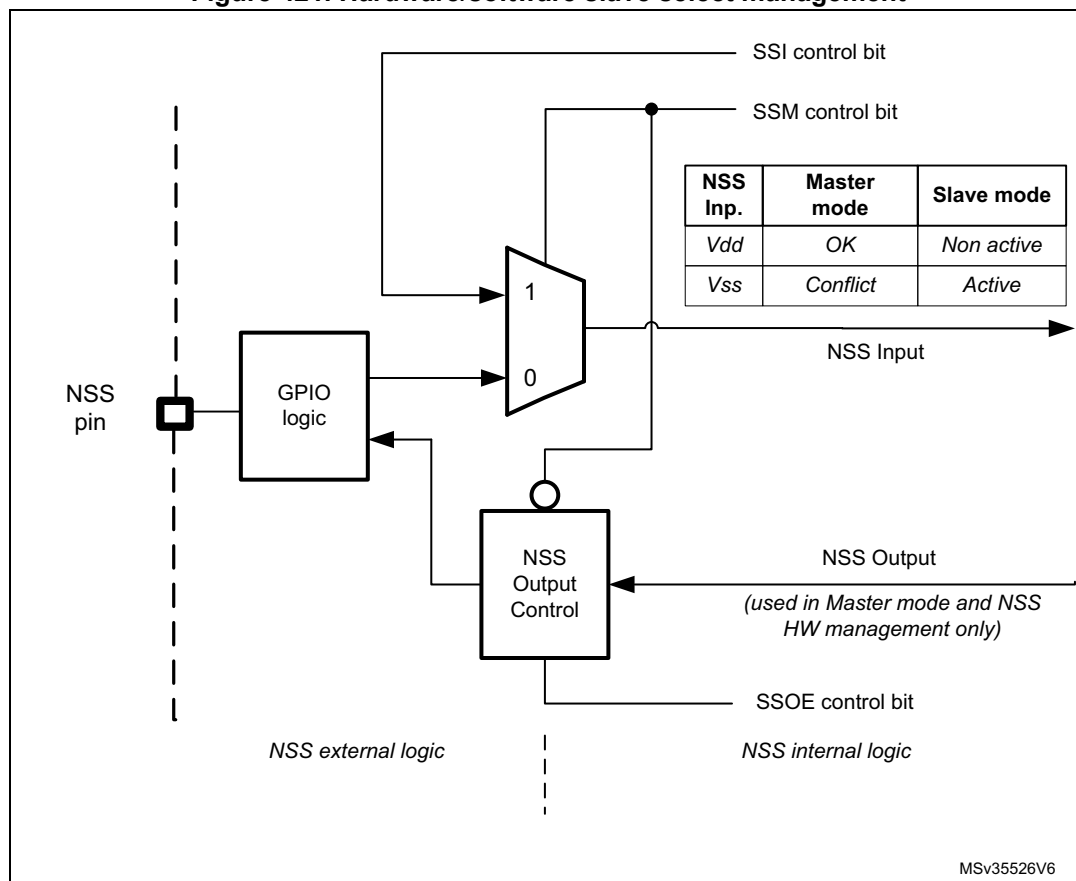 SSI control bit
SSM control bit
NSS Inp. Master mode Slave mode
Vdd OK Non active
Vss Conflict Active
1
NSS Input
0
GPIO
logic
NSS
pin
NSS
Output
Control
NSS Output
(used in Master mode and NSS
HW management only)
SSOE control bit
NSS external logic
NSS internal logic
MSv35526V6